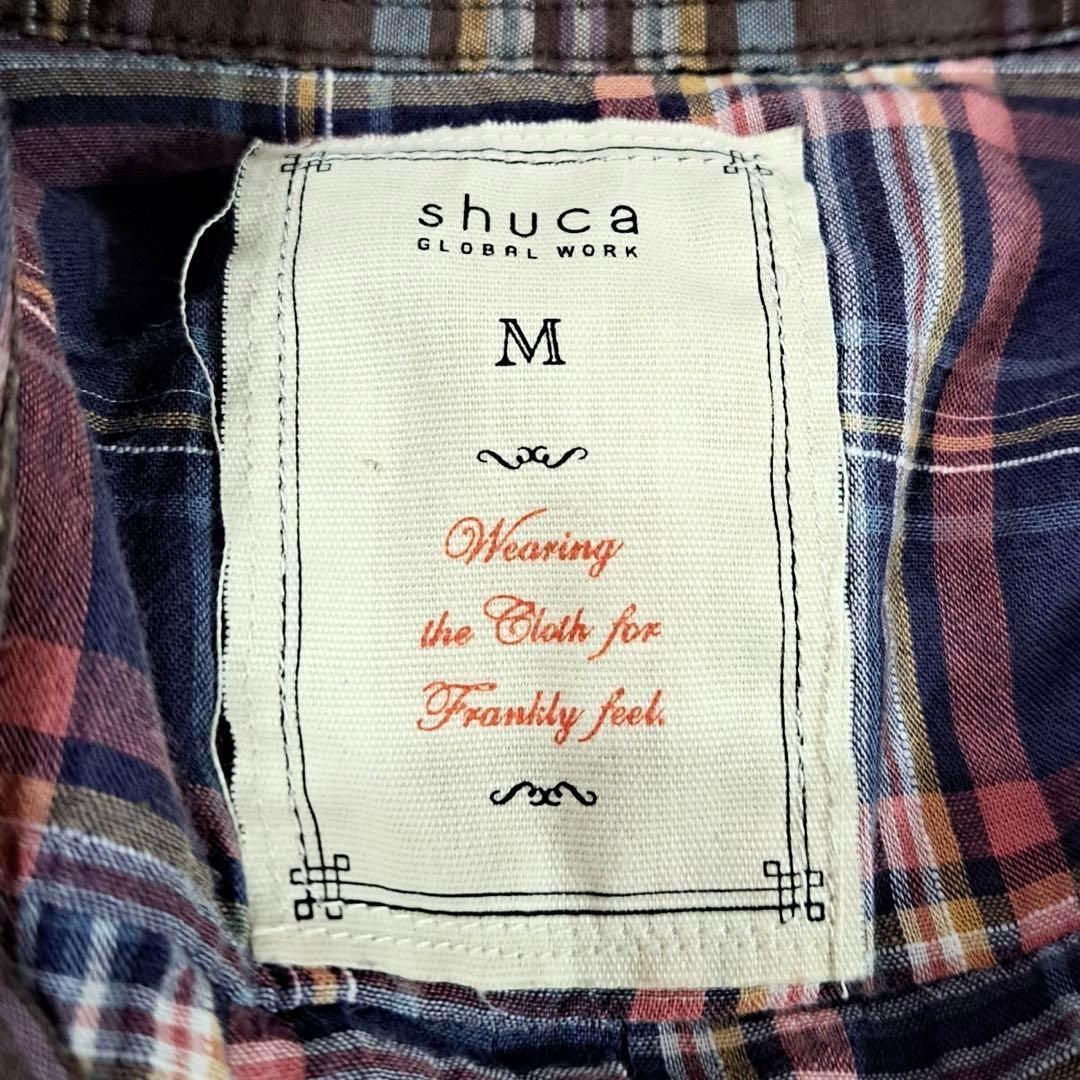 shuca
GLOBAL WORK
M
Wearing
the Cloth for
Frankly feel.